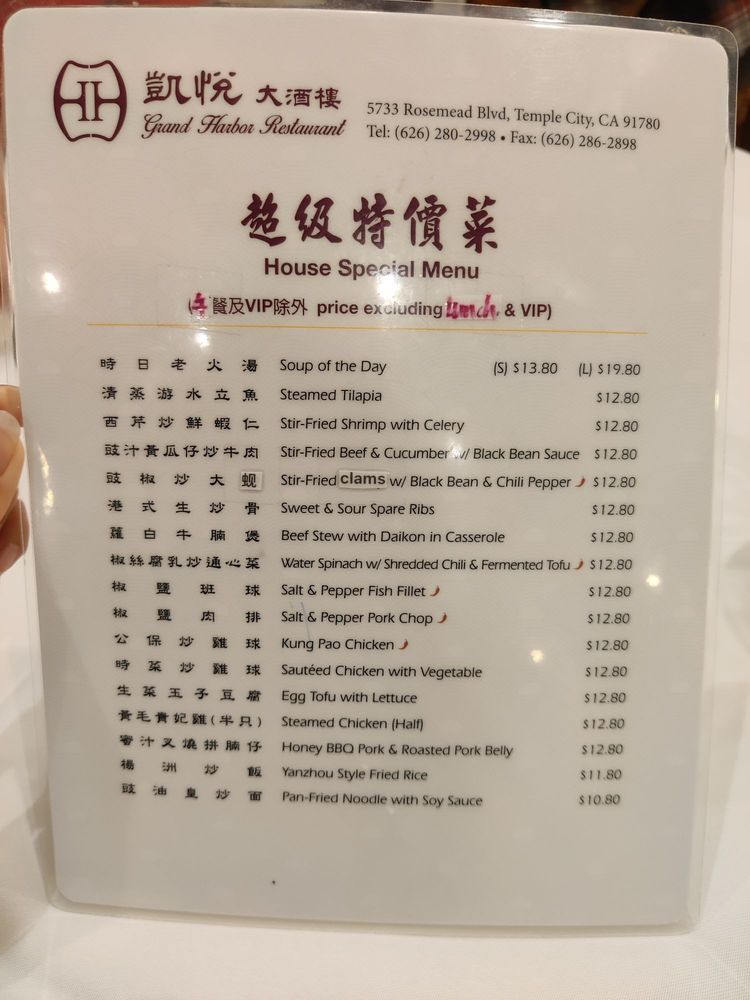 凱悅 大酒樓
Grand Harbor Restaurant
5733 Rosemead Blvd, Temple City, CA 91780
Tel: (626) 280-2998 • Fax: (626) 286-2898
超级特價菜
House Special Menu
(午餐及VIP除外 price excluding lunch & VIP)
時日老火湯 Soup of the Day (S) $13.80 (L) $19.80
清蒸游水立魚 Steamed Tilapia $12.80
西芹炒鮮蝦仁 Stir-Fried Shrimp with Celery $12.80
豉汁黃瓜仔炒牛肉 Stir-Fried Beef & Cucumber w/ Black Bean Sauce $12.80
豉椒炒大蚬 Stir-Fried clams w/ Black Bean & Chili Pepper $12.80
港式生炒骨 Sweet & Sour Spare Ribs $12.80
蘿白牛腩煲 Beef Stew with Daikon in Casserole $12.80
椒絲腐乳炒通心菜 Water Spinach w/ Shredded Chili & Fermented Tofu $12.80
椒鹽班球 Salt & Pepper Fish Fillet $12.80
椒鹽肉排 Salt & Pepper Pork Chop $12.80
公保炒雞球 Kung Pao Chicken $12.80
時菜炒雞球 Sautéed Chicken with Vegetable $12.80
生菜玉子豆腐 Egg Tofu with Lettuce $12.80
黃毛貴妃雞(半只) Steamed Chicken (Half) $12.80
蜜汁叉燒拼腩仔 Honey BBQ Pork & Roasted Pork Belly $12.80
楊洲炒飯 Yanzhou Style Fried Rice $11.80
豉油皇炒面 Pan-Fried Noodle with Soy Sauce $10.80